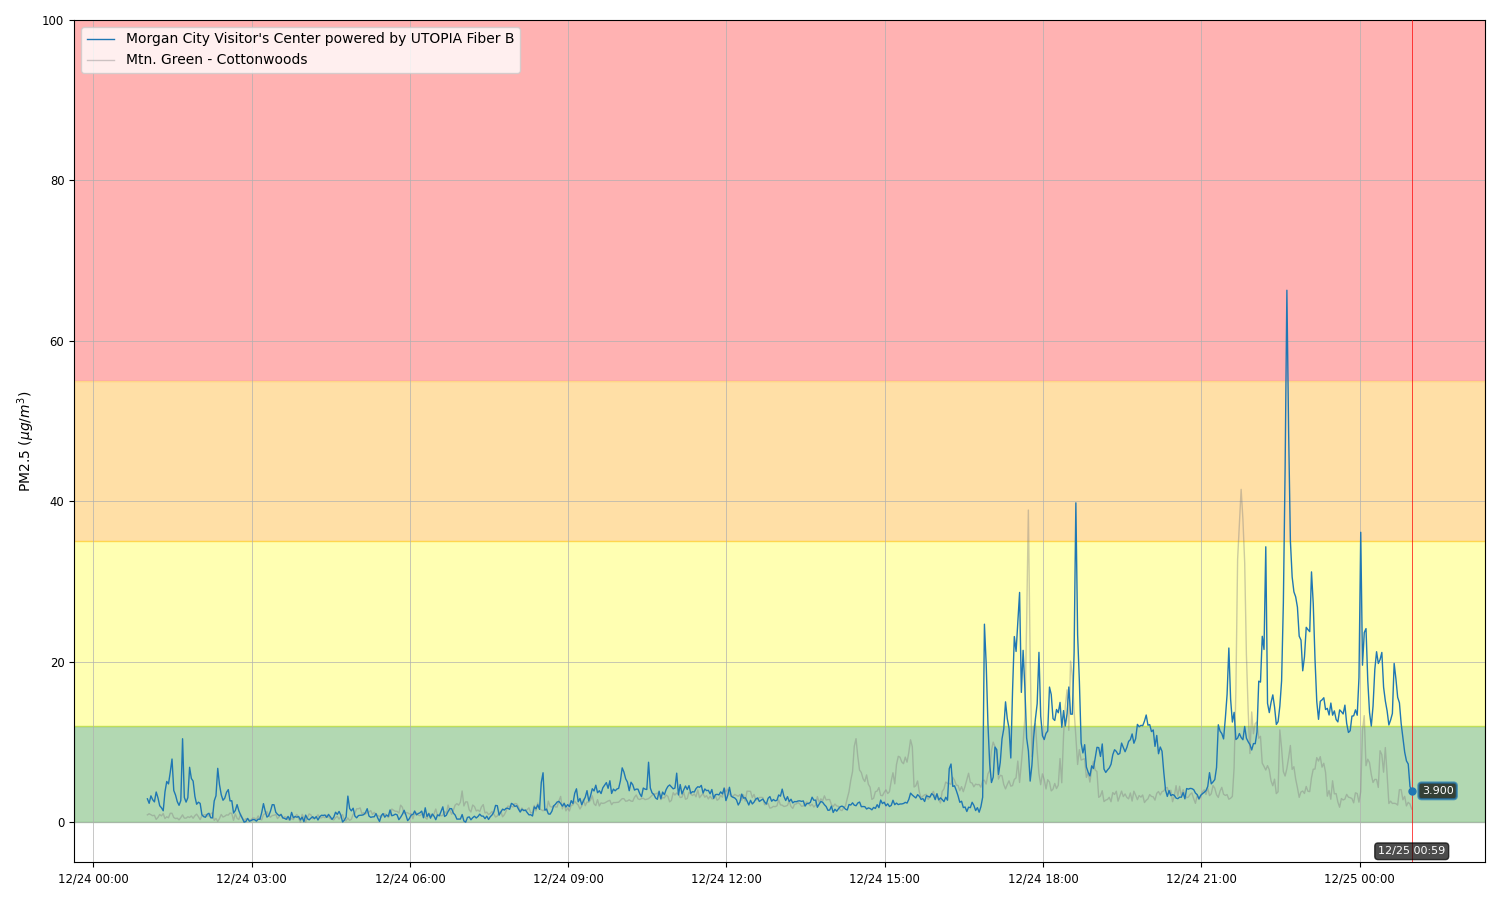 100
Morgan City Visitor's Center powered by UTOPIA Fiber B
Mtn. Green - Cottonwoods
80
60
PM2.5 (μg/m³)
40
20
3.900
0
12/25 00:59
12/24 00:00 12/24 03:00 12/24 06:00 12/24 09:00 12/24 12:00 12/24 15:00 12/24 18:00 12/24 21:00 12/25 00:00